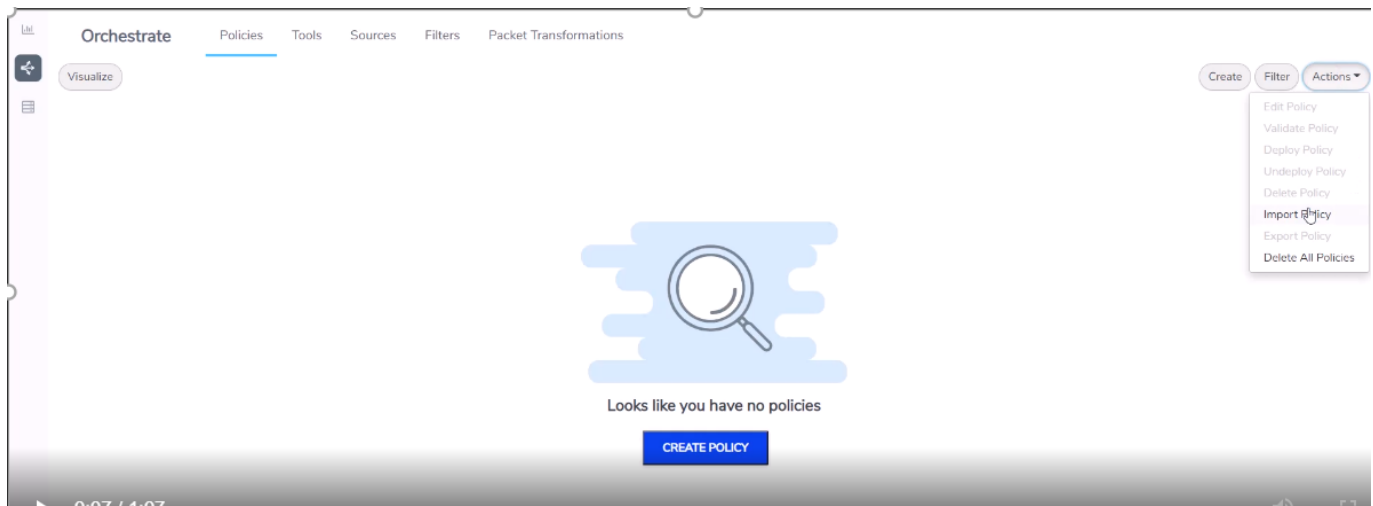 Orchestrate Policies Tools Sources Filters Packet Transformations
Visualize Create Filter Actions
Edit Policy
Validate Policy
Deploy Policy
Undeploy Policy
Delete Policy
Import Policy
Export Policy
Delete All Policies
Looks like you have no policies
CREATE POLICY